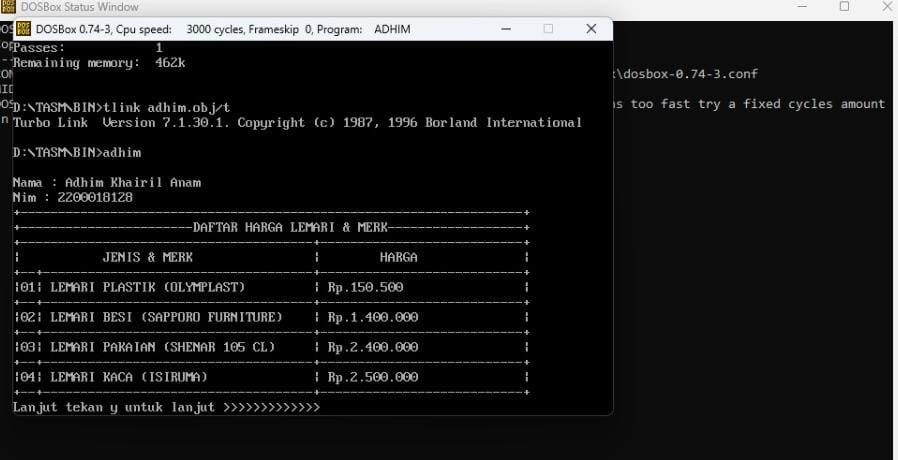 DOSBox Status Window
DOSBox 0.74-3, Cpu speed: 3000 cycles, Frameskip 0, Program: ADHIM
Passes: 1
Remaining memory: 462k
\dosbox-0.74-3.conf
too fast try a fixed cycles amount
D:\TASM\BIN>tlink adhim.obj/t
Turbo Link Version 7.1.30.1. Copyright (c) 1987, 1996 Borland International
D:\TASM\BIN>adhim
Nama : Adhim Khairil Anam
Nim : 2200018128
DAFTAR HARGA LEMARI & MERK
JENIS & MERK HARGA
|01| LEMARI PLASTIK (OLYMPLAST) | Rp.150.500 |
|02| LEMARI BESI (SAPPORO FURNITURE) | Rp.1.400.000 |
|03| LEMARI PAKAIAN (SHENAR 105 CL) | Rp.2.400.000 |
|04| LEMARI KACA (ISIRUMA) | Rp.2.500.000 |
Lanjut tekan y untuk lanjut >>>>>>>>>>>>>